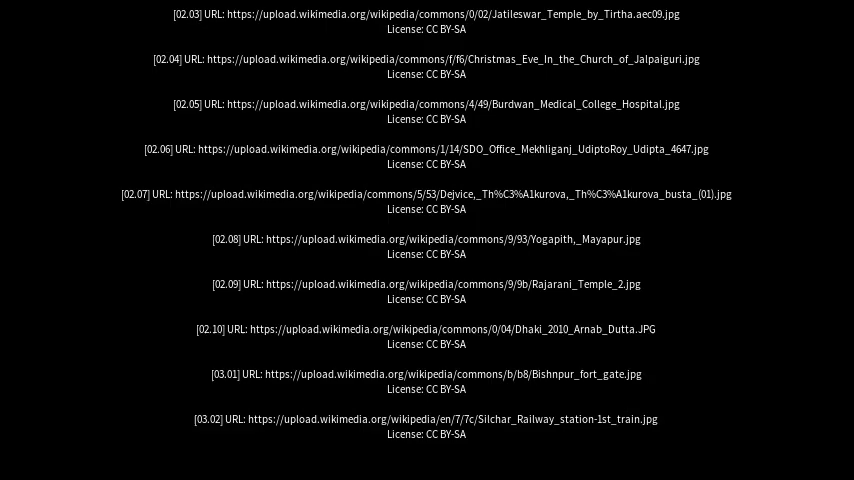 [02.03] URL: https://upload.wikimedia.org/wikipedia/commons/0/02/Jatileswar_Temple_by_Tirtha.aec09.jpg
License: CC BY-SA
[02.04] URL: https://upload.wikimedia.org/wikipedia/commons/f/f6/Christmas_Eve_In_the_Church_of_Jalpaiguri.jpg
License: CC BY-SA
[02.05] URL: https://upload.wikimedia.org/wikipedia/commons/4/49/Burdwan_Medical_College_Hospital.jpg
License: CC BY-SA
[02.06] URL: https://upload.wikimedia.org/wikipedia/commons/1/14/SDO_Office_Mekhliganj_UdiptoRoy_Udipta_4647.jpg
License: CC BY-SA
[02.07] URL: https://upload.wikimedia.org/wikipedia/commons/5/53/Dejvice,_Th%C3%A1kurova,_Th%C3%A1kurova_busta_(01).jpg
License: CC BY-SA
[02.08] URL: https://upload.wikimedia.org/wikipedia/commons/9/93/Yogapith,_Mayapur.jpg
License: CC BY-SA
[02.09] URL: https://upload.wikimedia.org/wikipedia/commons/9/9b/Rajarani_Temple_2.jpg
License: CC BY-SA
[02.10] URL: https://upload.wikimedia.org/wikipedia/commons/0/04/Dhaki_2010_Arnab_Dutta.JPG
License: CC BY-SA
[03.01] URL: https://upload.wikimedia.org/wikipedia/commons/b/b8/Bishnpur_fort_gate.jpg
License: CC BY-SA
[03.02] URL: https://upload.wikimedia.org/wikipedia/en/7/7c/Silchar_Railway_station-1st_train.jpg
License: CC BY-SA